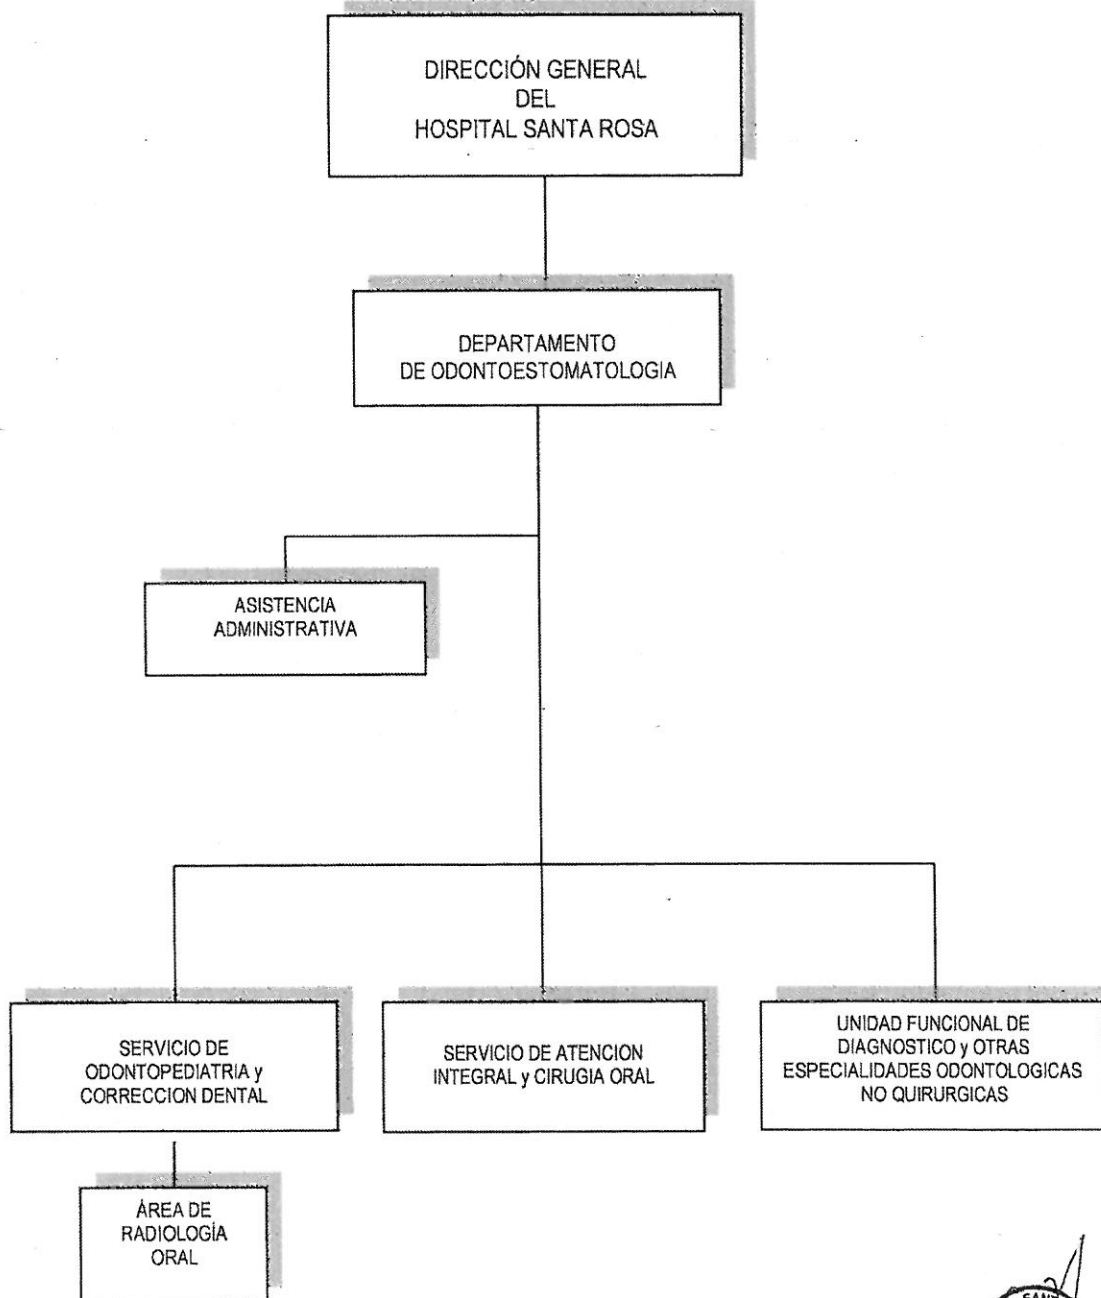 DIRECCIÓN GENERAL
DEL
HOSPITAL SANTA ROSA
DEPARTAMENTO
DE ODONTOESTOMATOLOGIA
ASISTENCIA
ADMINISTRATIVA
SERVICIO DE
ODONTOPEDIATRIA y
CORRECCION DENTAL
SERVICIO DE ATENCION
INTEGRAL y CIRUGIA ORAL
UNIDAD FUNCIONAL DE
DIAGNOSTICO y OTRAS
ESPECIALIDADES ODONTOLOGICAS
NO QUIRURGICAS
ÁREA DE
RADIOLOGÍA
ORAL